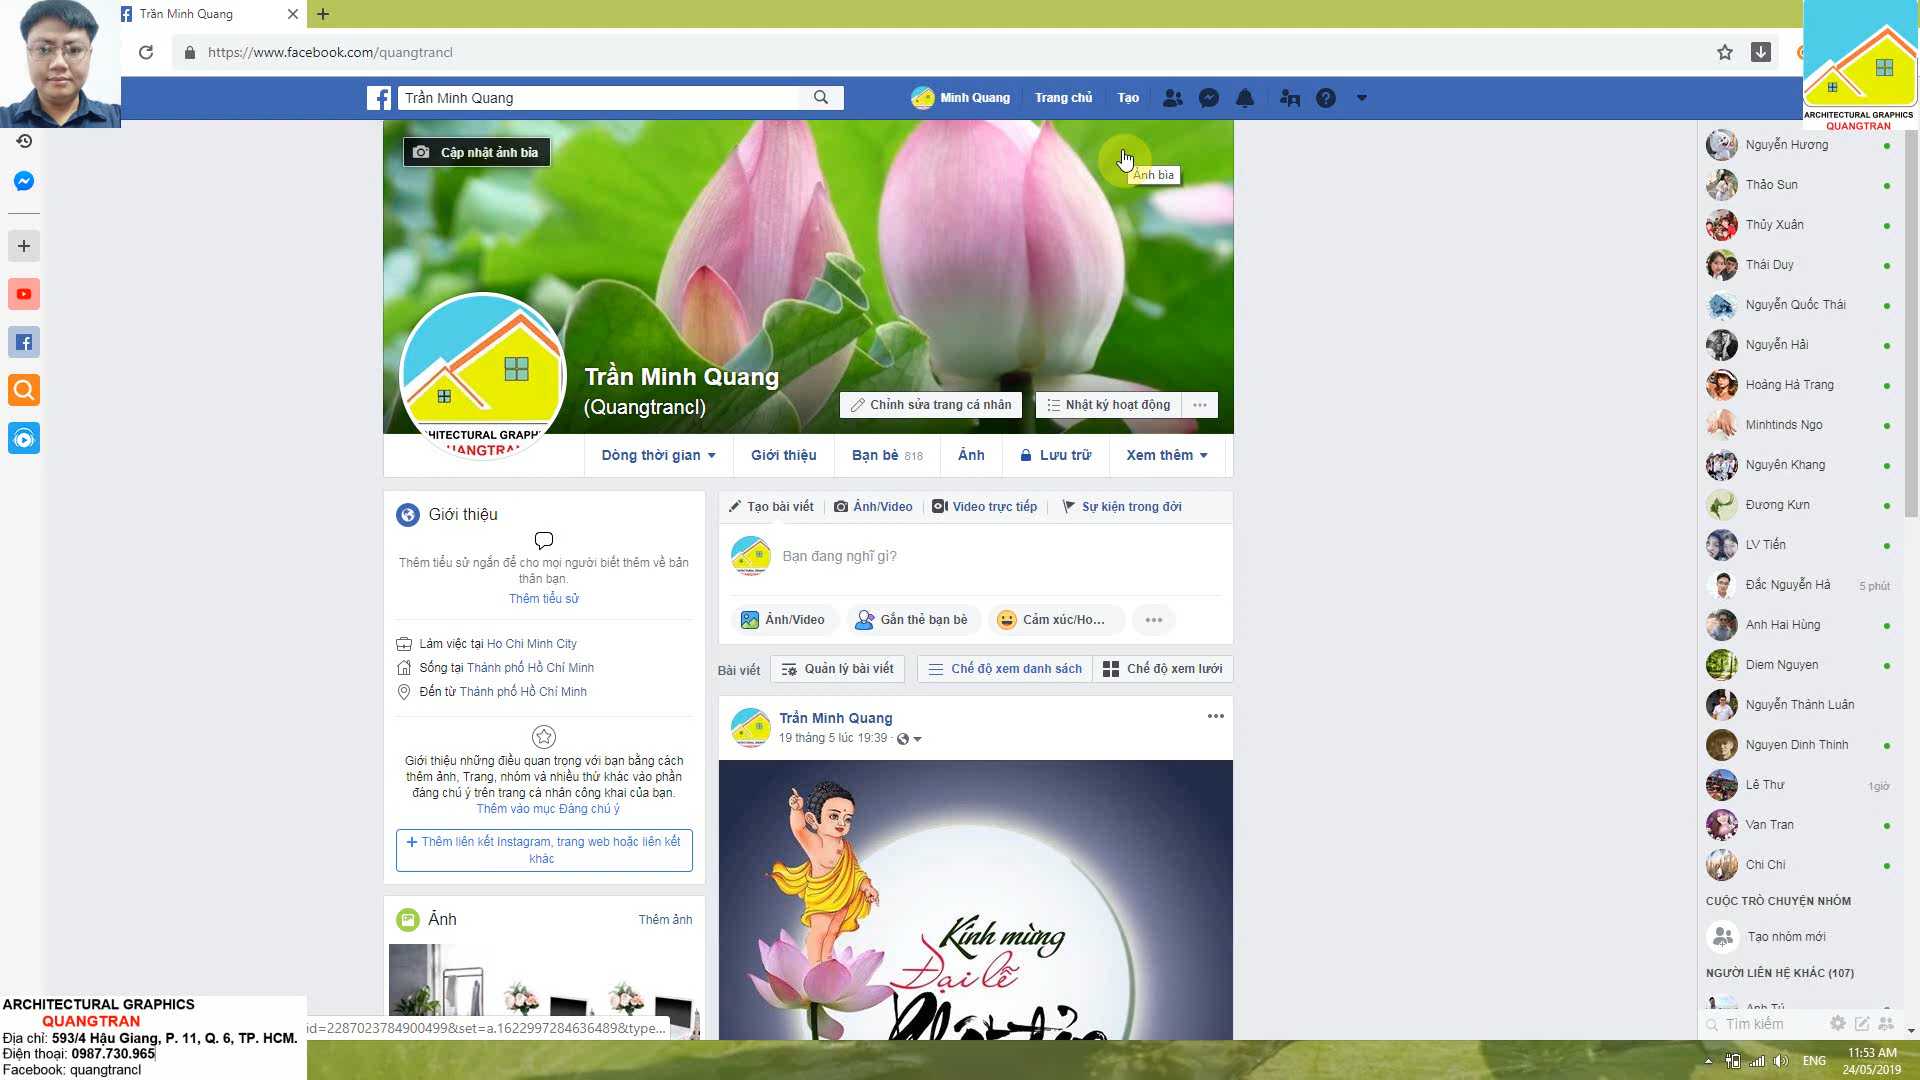 Trần Minh Quang
https://www.facebook.com/quangtrancl
ARCHITECTURAL GRAPHICS
QUANGTRAN
Trần Minh Quang
Minh Quang
Trang chủ
Tạo
Cập nhật ảnh bìa
Ảnh bìa
Trần Minh Quang
(Quangtrancl)
Chỉnh sửa trang cá nhân
Nhật ký hoạt động
Dòng thời gian
Giới thiệu
Bạn bè 818
Ảnh
Lưu trữ
Xem thêm
Giới thiệu
Thêm tiểu sử ngắn để cho mọi người biết thêm về bản
thân bạn.
Thêm tiểu sử
Làm việc tại Ho Chi Minh City
Sống tại Thành phố Hồ Chí Minh
Đến từ Thành phố Hồ Chí Minh
Giới thiệu những điều quan trọng với bạn bằng cách
thêm ảnh, Trang, nhóm và nhiều thứ khác vào phần
đáng chú ý trên trang cá nhân công khai của bạn.
Thêm vào mục Đáng chú ý
+ Thêm liên kết Instagram, trang web hoặc liên kết
khác
Ảnh
Thêm ảnh
Tạo bài viết
Ảnh/Video
Video trực tiếp
Sự kiện trong đời
Bạn đang nghĩ gì?
Ảnh/Video
Gắn thẻ bạn bè
Cảm xúc/Ho...
Bài viết
Quản lý bài viết
Chế độ xem danh sách
Chế độ xem lưới
Trần Minh Quang
19 tháng 5 lúc 19:39
Kính mừng
Đại lễ
Phật đản
Nguyễn Hương
Thảo Sun
Thủy Xuân
Thái Duy
Nguyễn Quốc Thái
Nguyễn Hải
Hoàng Hà Trang
Minhtinds Ngo
Nguyên Khang
Đương Kưn
LV Tiến
Đắc Nguyễn Hà 5 phút
Anh Hai Hùng
Diem Nguyen
Nguyễn Thành Luân
Nguyen Dinh Thinh
Lê Thư 1giờ
Van Tran
Chi Chi
CUỘC TRÒ CHUYỆN NHÓM
Tạo nhóm mới
NGƯỜI LIÊN HỆ KHÁC (107)
Anh Tú
Tìm kiếm
id=2287023784900499&set=a.1622997284636489&type...
ARCHITECTURAL GRAPHICS
QUANGTRAN
Địa chỉ: 593/4 Hậu Giang, P. 11, Q. 6, TP. HCM.
Điện thoại: 0987.730.965
Facebook: quangtrancl
ENG
11:53 AM
24/05/2019